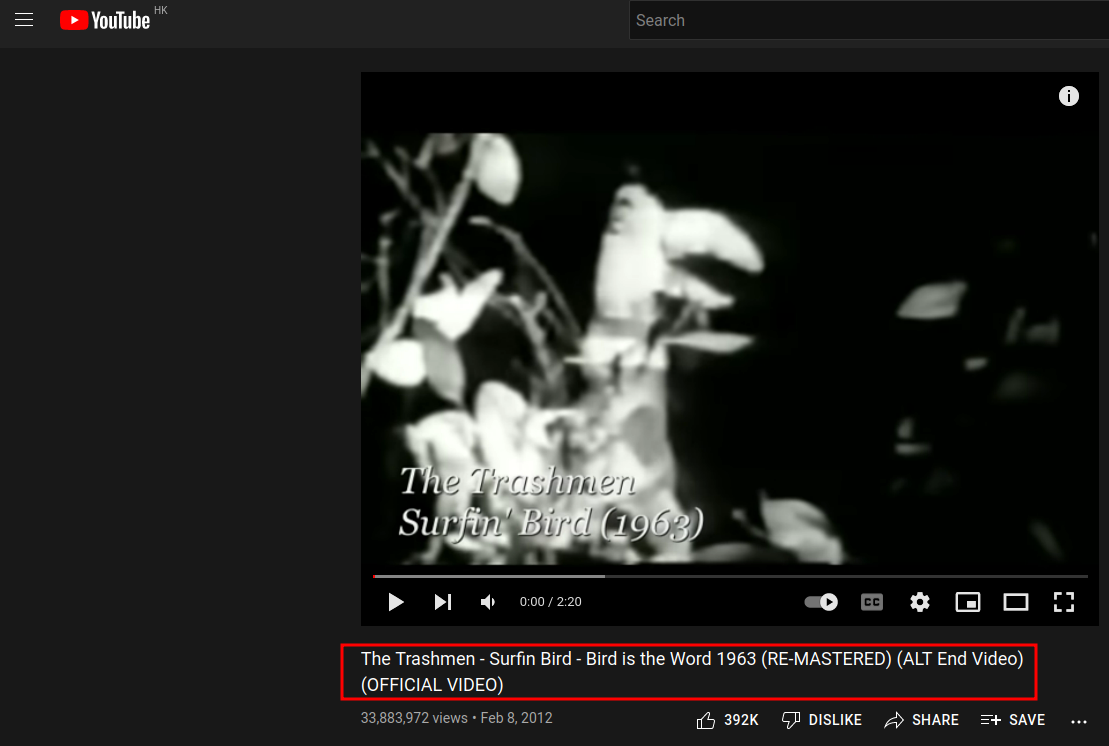 YouTube HK
Search
The Trashmen
Surfin' Bird (1963)
0:00 / 2:20
CC
The Trashmen - Surfin Bird - Bird is the Word 1963 (RE-MASTERED) (ALT End Video)
(OFFICIAL VIDEO)
33,883,972 views • Feb 8, 2012
392K DISLIKE SHARE SAVE